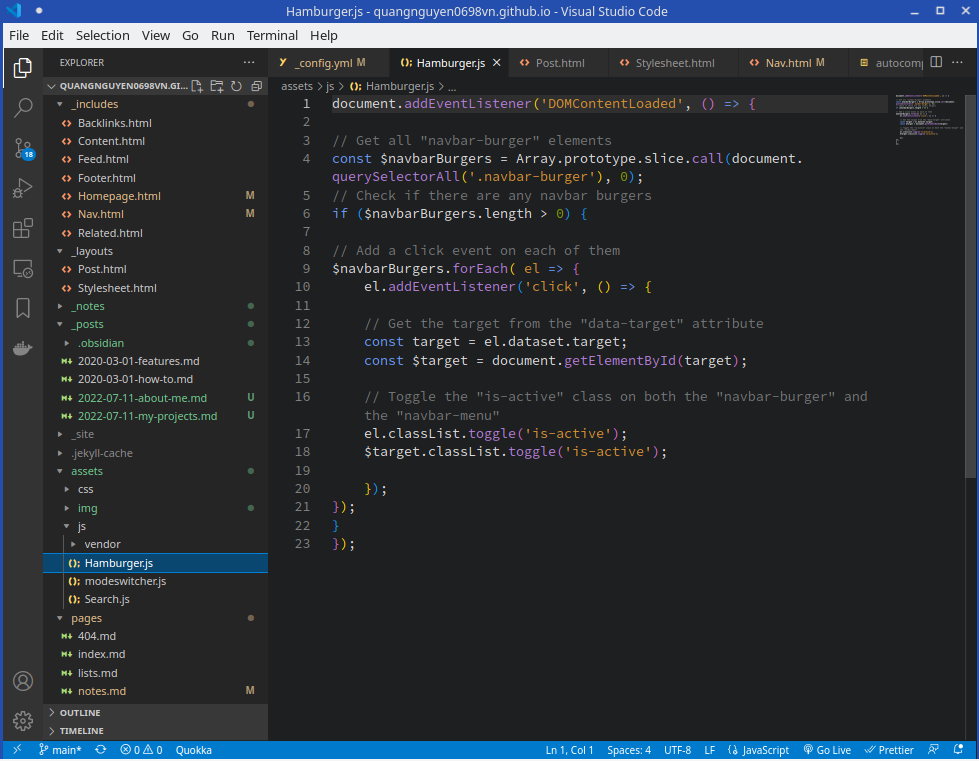 Hamburger.js - quangnguyen0698vn.github.io - Visual Studio Code
File Edit Selection View Go Run Terminal Help
EXPLORER ...
_config.yml M
Hamburger.js
Post.html
Stylesheet.html
Nav.html M
autocom
QUANGNGUYEN0698VN.GI...
_includes
Backlinks.html
Content.html
Feed.html
Footer.html
Homepage.html M
Nav.html M
Related.html
_layouts
Post.html
Stylesheet.html
_notes
_posts
.obsidian
2020-03-01-features.md
2020-03-01-how-to.md
2022-07-11-about-me.md U
2022-07-11-my-projects.md U
_site
.jekyll-cache
assets
css
img
js
vendor
Hamburger.js
modeswitcher.js
Search.js
pages
404.md
index.md
lists.md
notes.md M
OUTLINE
TIMELINE
18
assets > js > Hamburger.js > ...
1 document.addEventListener('DOMContentLoaded', () => {
2
3 // Get all "navbar-burger" elements
4 const $navbarBurgers = Array.prototype.slice.call(document.
querySelectorAll('.navbar-burger'), 0);
5 // Check if there are any navbar burgers
6 if ($navbarBurgers.length > 0) {
7
8 // Add a click event on each of them
9 $navbarBurgers.forEach( el => {
10 el.addEventListener('click', () => {
11
12 // Get the target from the "data-target" attribute
13 const target = el.dataset.target;
14 const $target = document.getElementById(target);
15
16 // Toggle the "is-active" class on both the "navbar-burger" and
the "navbar-menu"
17 el.classList.toggle('is-active');
18 $target.classList.toggle('is-active');
19
20 });
21 });
22 }
23 });
main* 0 0 Quokka Ln 1, Col 1 Spaces: 4 UTF-8 LF JavaScript Go Live Prettier